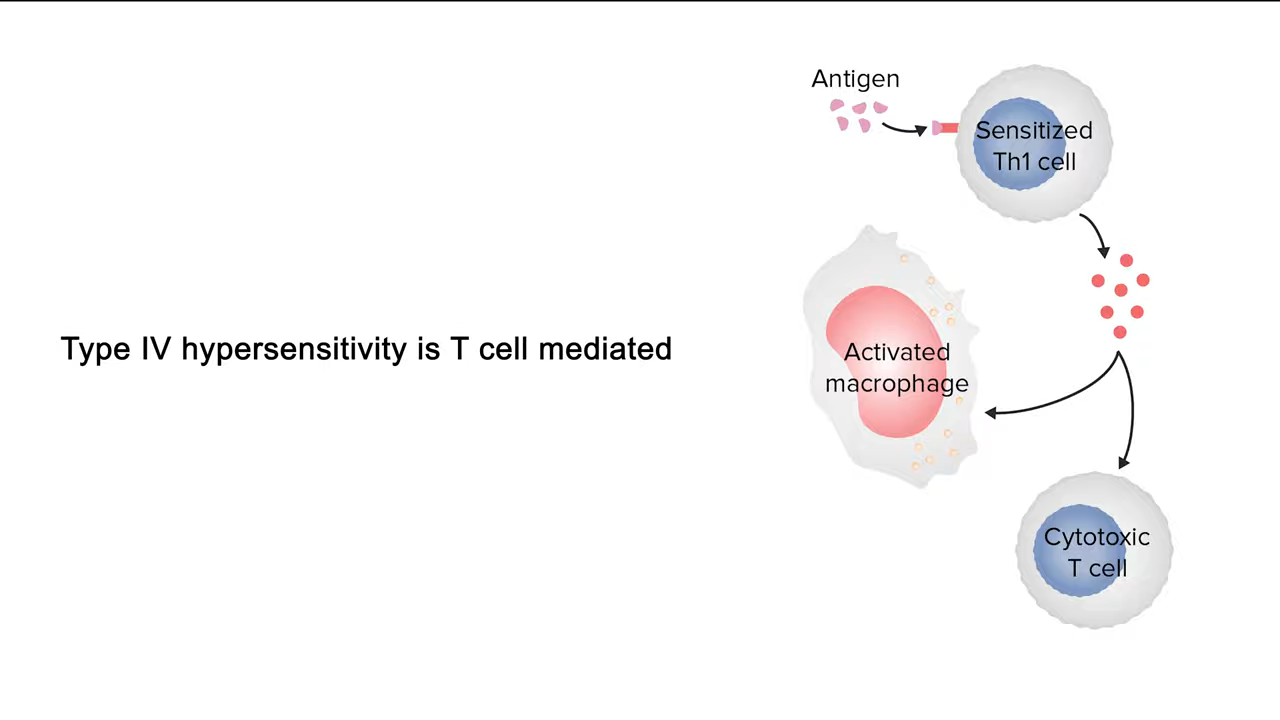 Type IV hypersensitivity is T cell mediated
Antigen
Sensitized
Th1 cell
Activated
macrophage
Cytotoxic
T cell